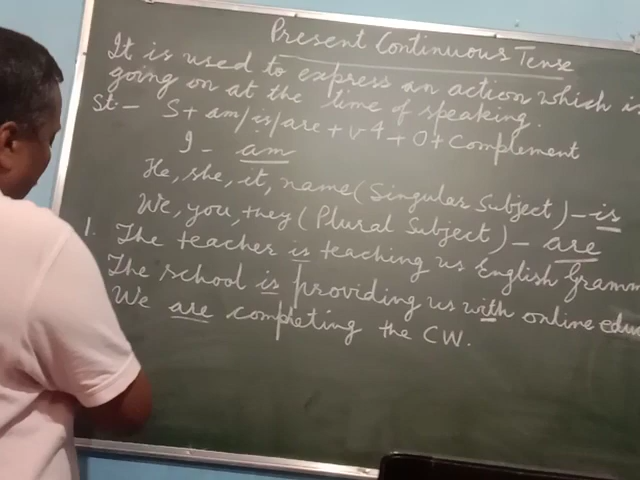 Present Continuous Tense
It is used to express an action which is
going on at the time of speaking.
St:- S + am/is/are + v4 + O + Complement
I - am
He, she, it, name (Singular Subject) - is
We, you, they (Plural Subject) - are
1. The teacher is teaching us English Gramm
The school is providing us with online edu
We are completing the CW.